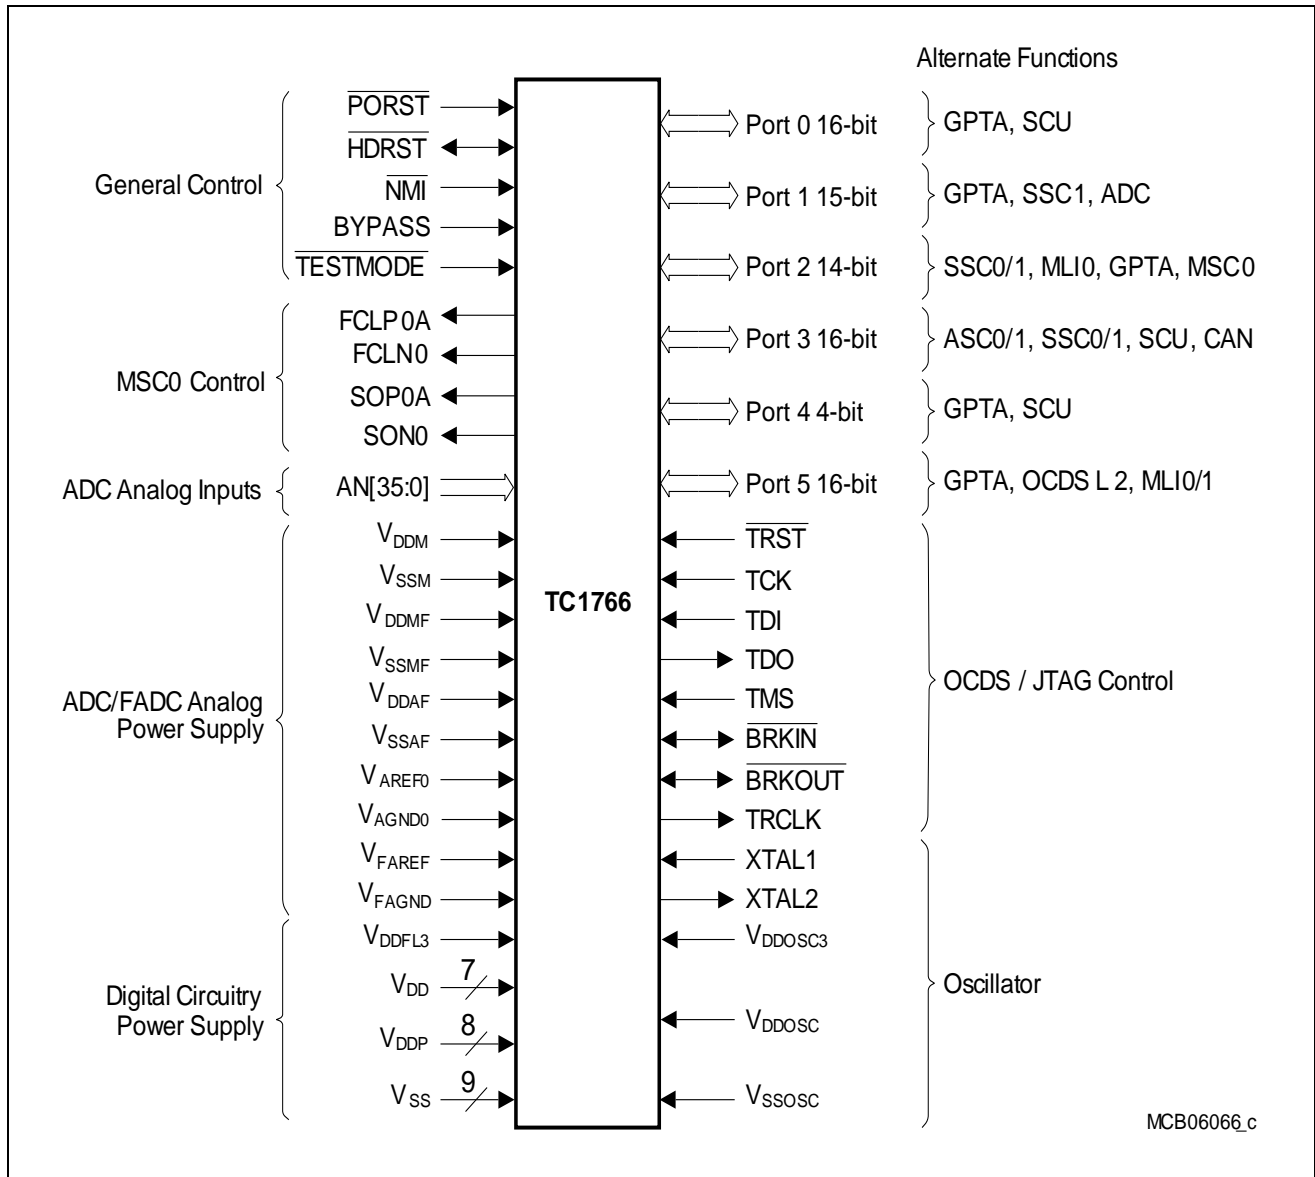 Alternate Functions
General Control
PORST
HDRST
NMI
BYPASS
TESTMODE
MSC0 Control
FCLP0A
FCLN0
SOP0A
SON0
ADC Analog Inputs
AN[35:0]
ADC/FADC Analog
Power Supply
VDDM
VSSM
VDDMF
VSSMF
VDDAF
VSSAF
VAREF0
VAGND0
VFAREF
VFAGND
Digital Circuitry
Power Supply
VDDFL3
VDD 7
VDDP 8
VSS 9
TC1766
Port 0 16-bit GPTA, SCU
Port 1 15-bit GPTA, SSC1, ADC
Port 2 14-bit SSC0/1, MLI0, GPTA, MSC0
Port 3 16-bit ASC0/1, SSC0/1, SCU, CAN
Port 4 4-bit GPTA, SCU
Port 5 16-bit GPTA, OCDS L 2, MLI0/1
TRST
TCK
TDI
TDO
TMS
BRKIN
BRKOUT
TRCLK
OCDS / JTAG Control
XTAL1
XTAL2
VDDOSC3
VDDOSC
VSSOSC
Oscillator
MCB06066_c